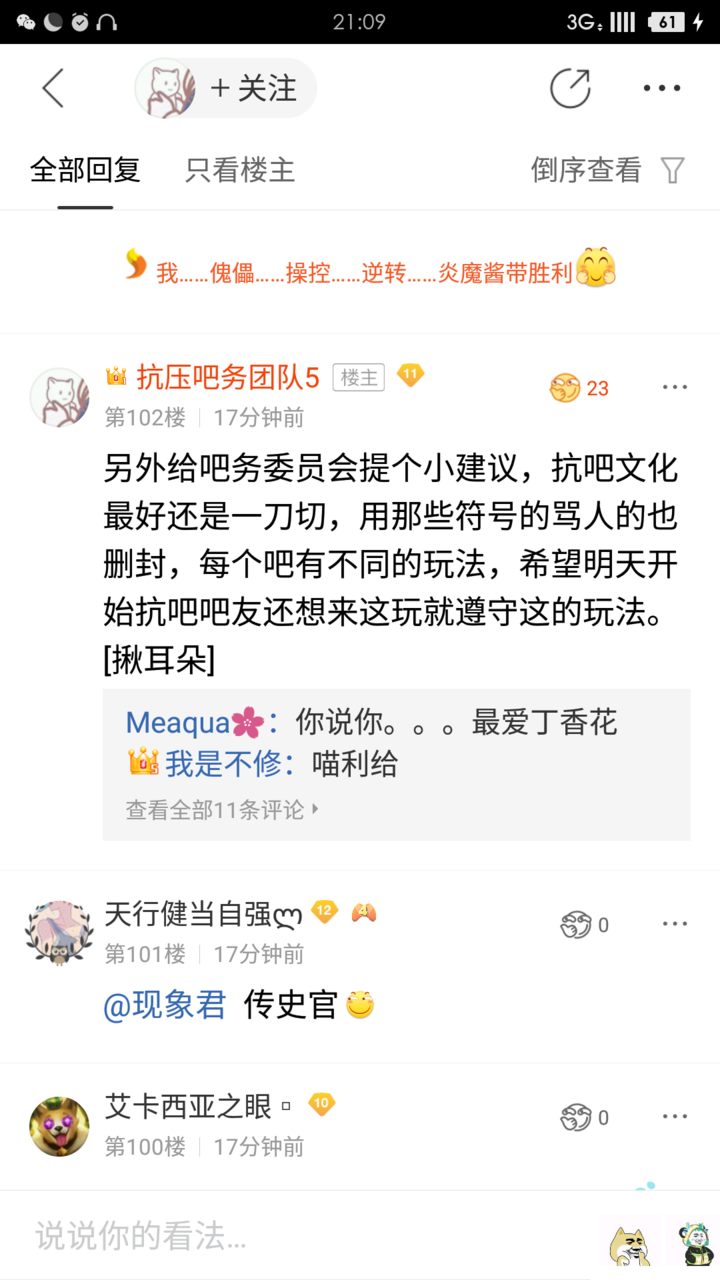 21:09 3G 61
+ 关注
全部回复 只看楼主 倒序查看
我……傀儡……操控……逆转……炎魔酱带胜利
抗压吧务团队5 楼主 11 23
第102楼 17分钟前
另外给吧务委员会提个小建议，抗吧文化
最好还是一刀切，用那些符号的骂人的也
删封，每个吧有不同的玩法，希望明天开
始抗吧吧友还想来这玩就遵守这的玩法。
[揪耳朵]
Meaqua🌸：你说你。。。最爱丁香花
我是不修：喵利给
查看全部11条评论
天行健当自强ლ 12 4 0
第101楼 17分钟前
@现象君 传史官
艾卡西亚之眼▫ 10 0
第100楼 17分钟前
说说你的看法...